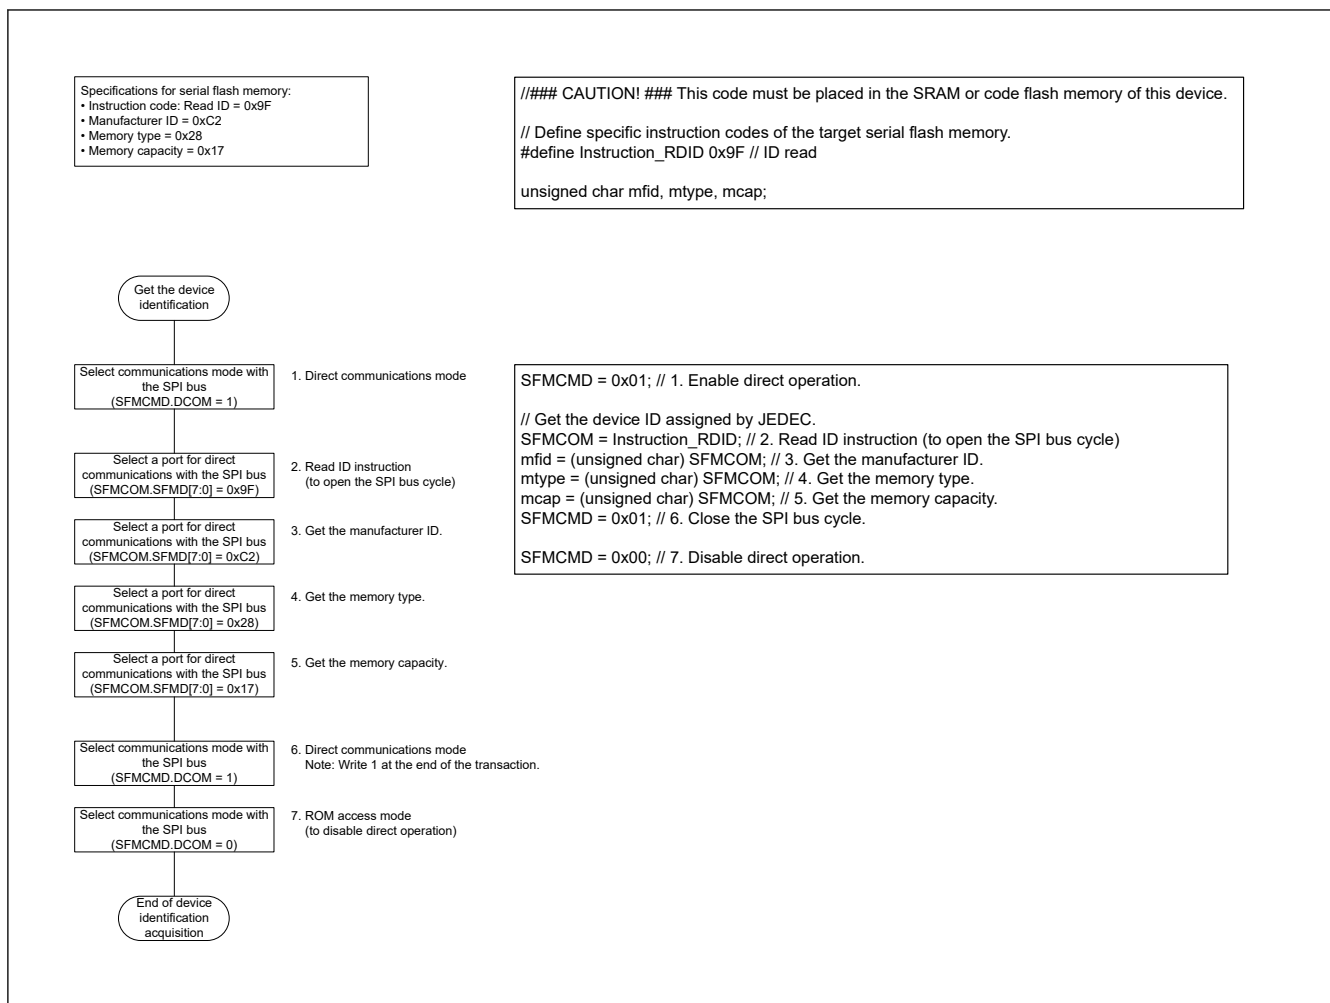 Specifications for serial flash memory:
• Instruction code: Read ID = 0x9F
• Manufacturer ID = 0xC2
• Memory type = 0x28
• Memory capacity = 0x17
//### CAUTION! ### This code must be placed in the SRAM or code flash memory of this device.
// Define specific instruction codes of the target serial flash memory.
#define Instruction_RDID 0x9F // ID read
unsigned char mfid, mtype, mcap;
Get the device
identification
Select communications mode with
the SPI bus
(SFMCMD.DCOM = 1)
1. Direct communications mode
Select a port for direct
communications with the SPI bus
(SFMCOM.SFMD[7:0] = 0x9F)
2. Read ID instruction
(to open the SPI bus cycle)
Select a port for direct
communications with the SPI bus
(SFMCOM.SFMD[7:0] = 0xC2)
3. Get the manufacturer ID.
Select a port for direct
communications with the SPI bus
(SFMCOM.SFMD[7:0] = 0x28)
4. Get the memory type.
Select a port for direct
communications with the SPI bus
(SFMCOM.SFMD[7:0] = 0x17)
5. Get the memory capacity.
Select communications mode with
the SPI bus
(SFMCMD.DCOM = 1)
6. Direct communications mode
Note: Write 1 at the end of the transaction.
Select communications mode with
the SPI bus
(SFMCMD.DCOM = 0)
7. ROM access mode
(to disable direct operation)
End of device
identification
acquisition
SFMCMD = 0x01; // 1. Enable direct operation.
// Get the device ID assigned by JEDEC.
SFMCOM = Instruction_RDID; // 2. Read ID instruction (to open the SPI bus cycle)
mfid = (unsigned char) SFMCOM; // 3. Get the manufacturer ID.
mtype = (unsigned char) SFMCOM; // 4. Get the memory type.
mcap = (unsigned char) SFMCOM; // 5. Get the memory capacity.
SFMCMD = 0x01; // 6. Close the SPI bus cycle.
SFMCMD = 0x00; // 7. Disable direct operation.